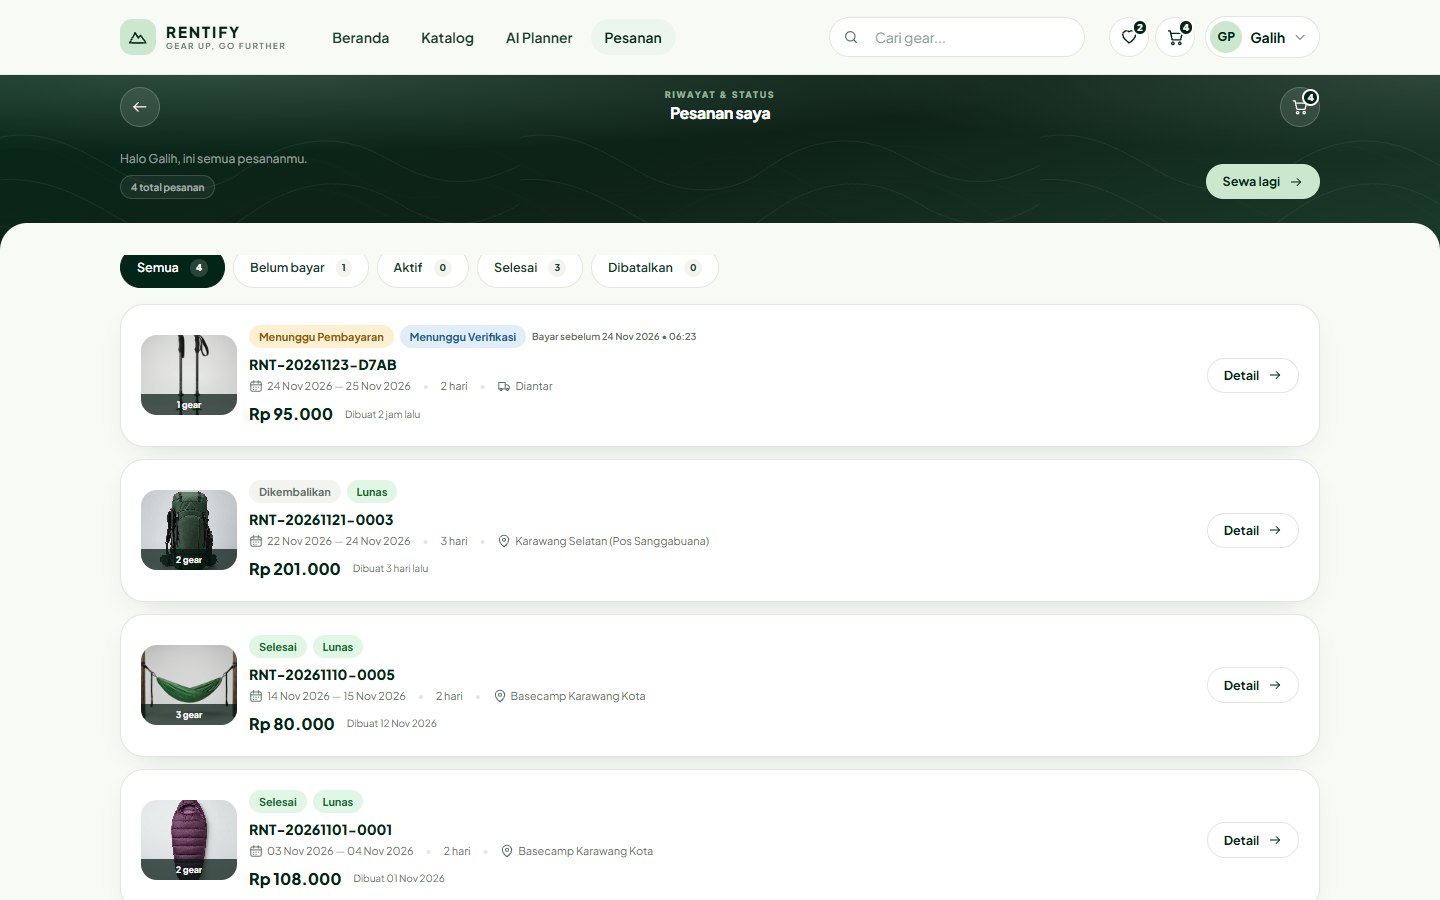 RENTIFY
GEAR UP, GO FURTHER
Beranda
Katalog
AI Planner
Pesanan
Cari gear...
2
4
GP
Galih
RIWAYAT & STATUS
Pesanan saya
4
Halo Galih, ini semua pesananmu.
4 total pesanan
Sewa lagi
Semua 4
Belum bayar 1
Aktif 0
Selesai 3
Dibatalkan 0
1 gear
Menunggu Pembayaran Menunggu Verifikasi Bayar sebelum 24 Nov 2026 • 06:23
RNT-20261123-D7AB
24 Nov 2026 — 25 Nov 2026 • 2 hari • Diantar
Rp 95.000 Dibuat 2 jam lalu
Detail
2 gear
Dikembalikan Lunas
RNT-20261121-0003
22 Nov 2026 — 24 Nov 2026 • 3 hari • Karawang Selatan (Pos Sanggabuana)
Rp 201.000 Dibuat 3 hari lalu
Detail
3 gear
Selesai Lunas
RNT-20261110-0005
14 Nov 2026 — 15 Nov 2026 • 2 hari • Basecamp Karawang Kota
Rp 80.000 Dibuat 12 Nov 2026
Detail
2 gear
Selesai Lunas
RNT-20261101-0001
03 Nov 2026 — 04 Nov 2026 • 2 hari • Basecamp Karawang Kota
Rp 108.000 Dibuat 01 Nov 2026
Detail